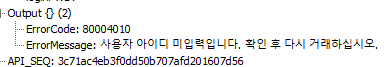 Output {} (2)
ErrorCode: 80004010
ErrorMessage: 사용자 아이디 미입력입니다. 확인 후 다시 거래하십시오.
API_SEQ: 3c71ac4eb3f0dd50b707afd201607d56